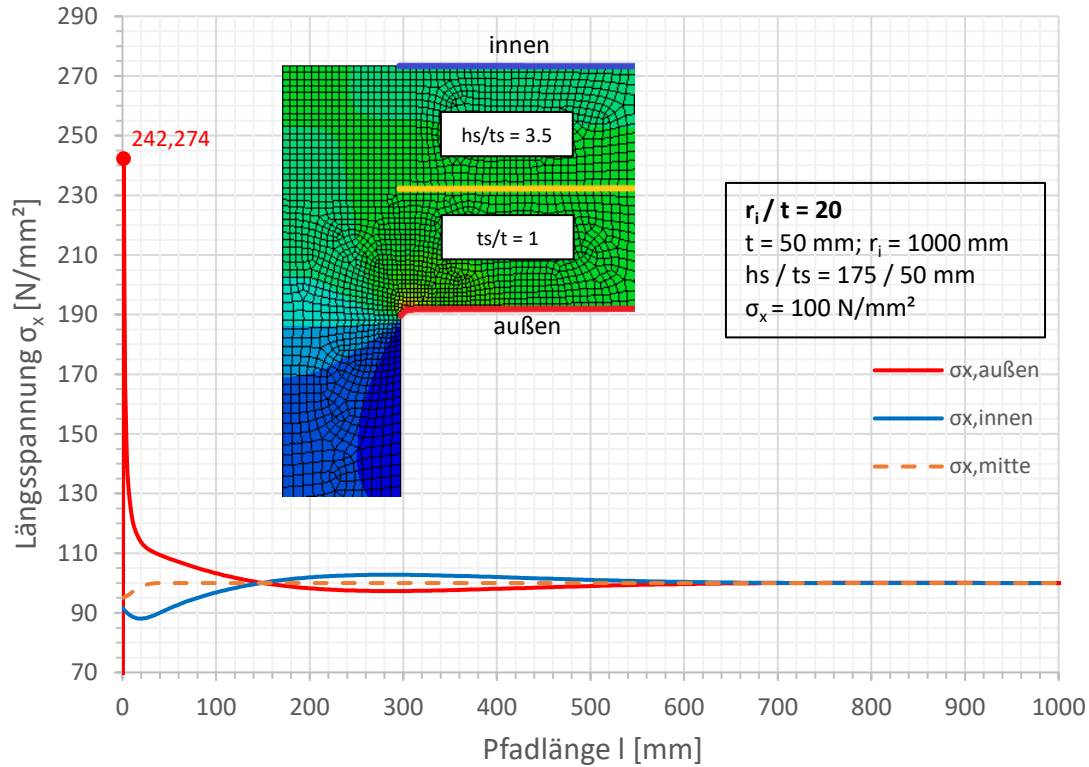 290
270
250
230
210
190
170
150
130
110
90
70
Längsspannung σx [N/mm²]
242,274
innen
hs/ts = 3.5
ts/t = 1
außen
ri / t = 20
t = 50 mm; ri = 1000 mm
hs / ts = 175 / 50 mm
σx = 100 N/mm²
σx,außen
σx,innen
σx,mitte
0 100 200 300 400 500 600 700 800 900 1000
Pfadlänge l [mm]